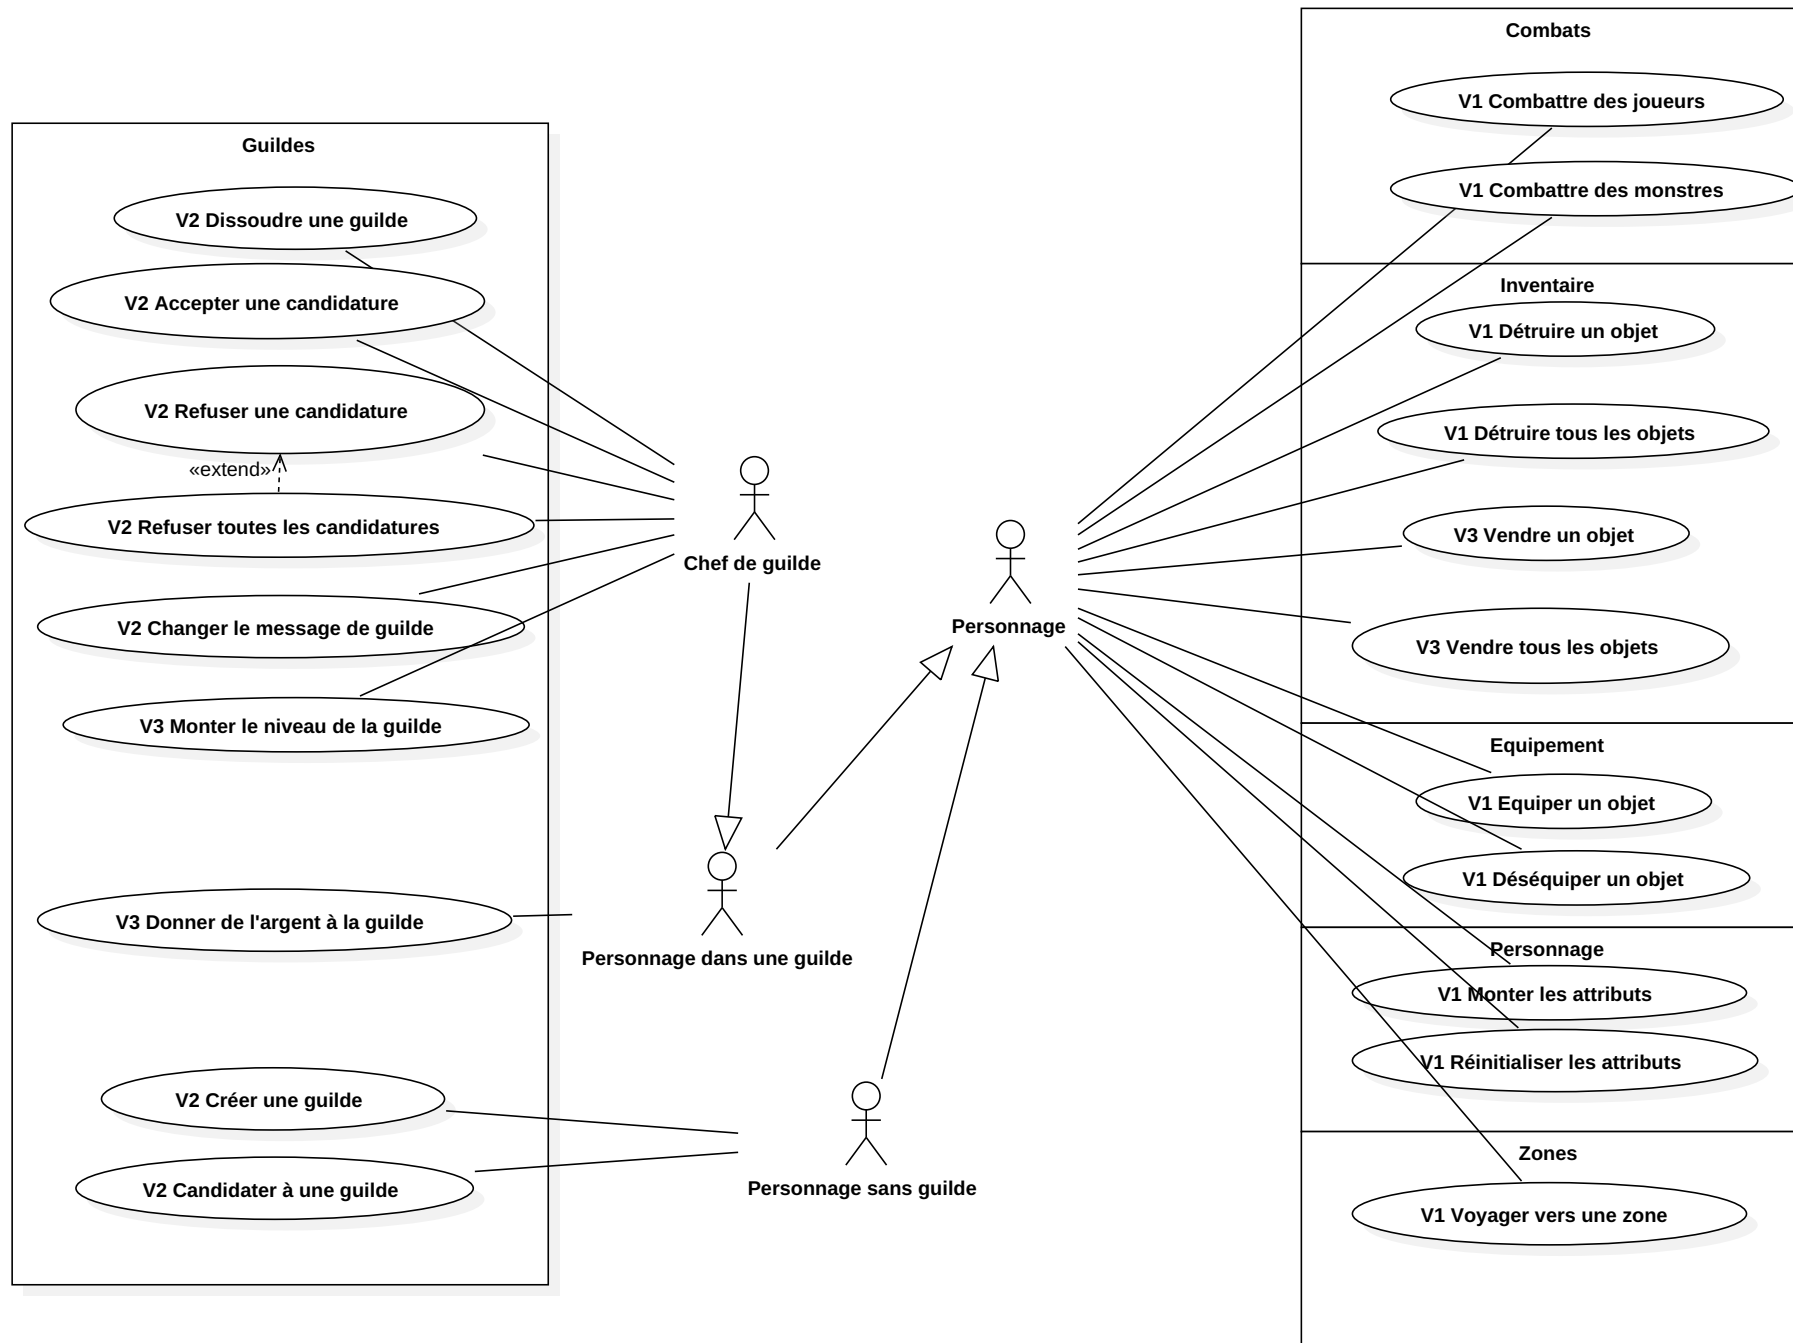 Guildes
V2 Dissoudre une guilde
V2 Accepter une candidature
V2 Refuser une candidature
«extend»
V2 Refuser toutes les candidatures
V2 Changer le message de guilde
V3 Monter le niveau de la guilde
V3 Donner de l'argent à la guilde
V2 Créer une guilde
V2 Candidater à une guilde
Chef de guilde
Personnage dans une guilde
Personnage sans guilde
Personnage
Combats
V1 Combattre des joueurs
V1 Combattre des monstres
Inventaire
V1 Détruire un objet
V1 Détruire tous les objets
V3 Vendre un objet
V3 Vendre tous les objets
Equipement
V1 Equiper un objet
V1 Déséquiper un objet
Personnage
V1 Monter les attributs
V1 Réinitialiser les attributs
Zones
V1 Voyager vers une zone